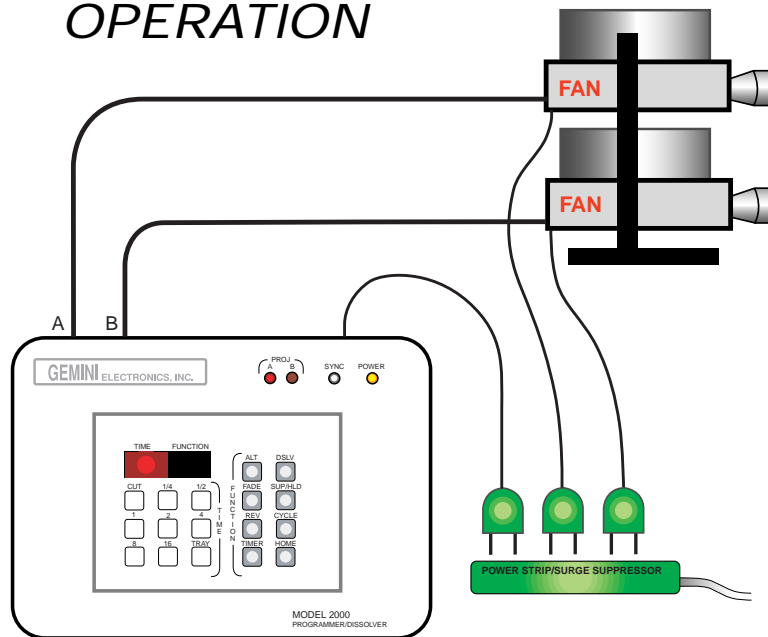 OPERATION
FAN
FAN
A B
GEMINI ELECTRONICS, INC.
PROJ
A B
SYNC
POWER
TIME FUNCTION
CUT 1/4 1/2
1 2 4
8 16 TRAY
TIME
FUNCTION
ALT DSLV
FADE SUP/HLD
REV CYCLE
TIMER HOME
POWER STRIP/SURGE SUPPRESSOR
MODEL 2000
PROGRAMMER/DISSOLVER